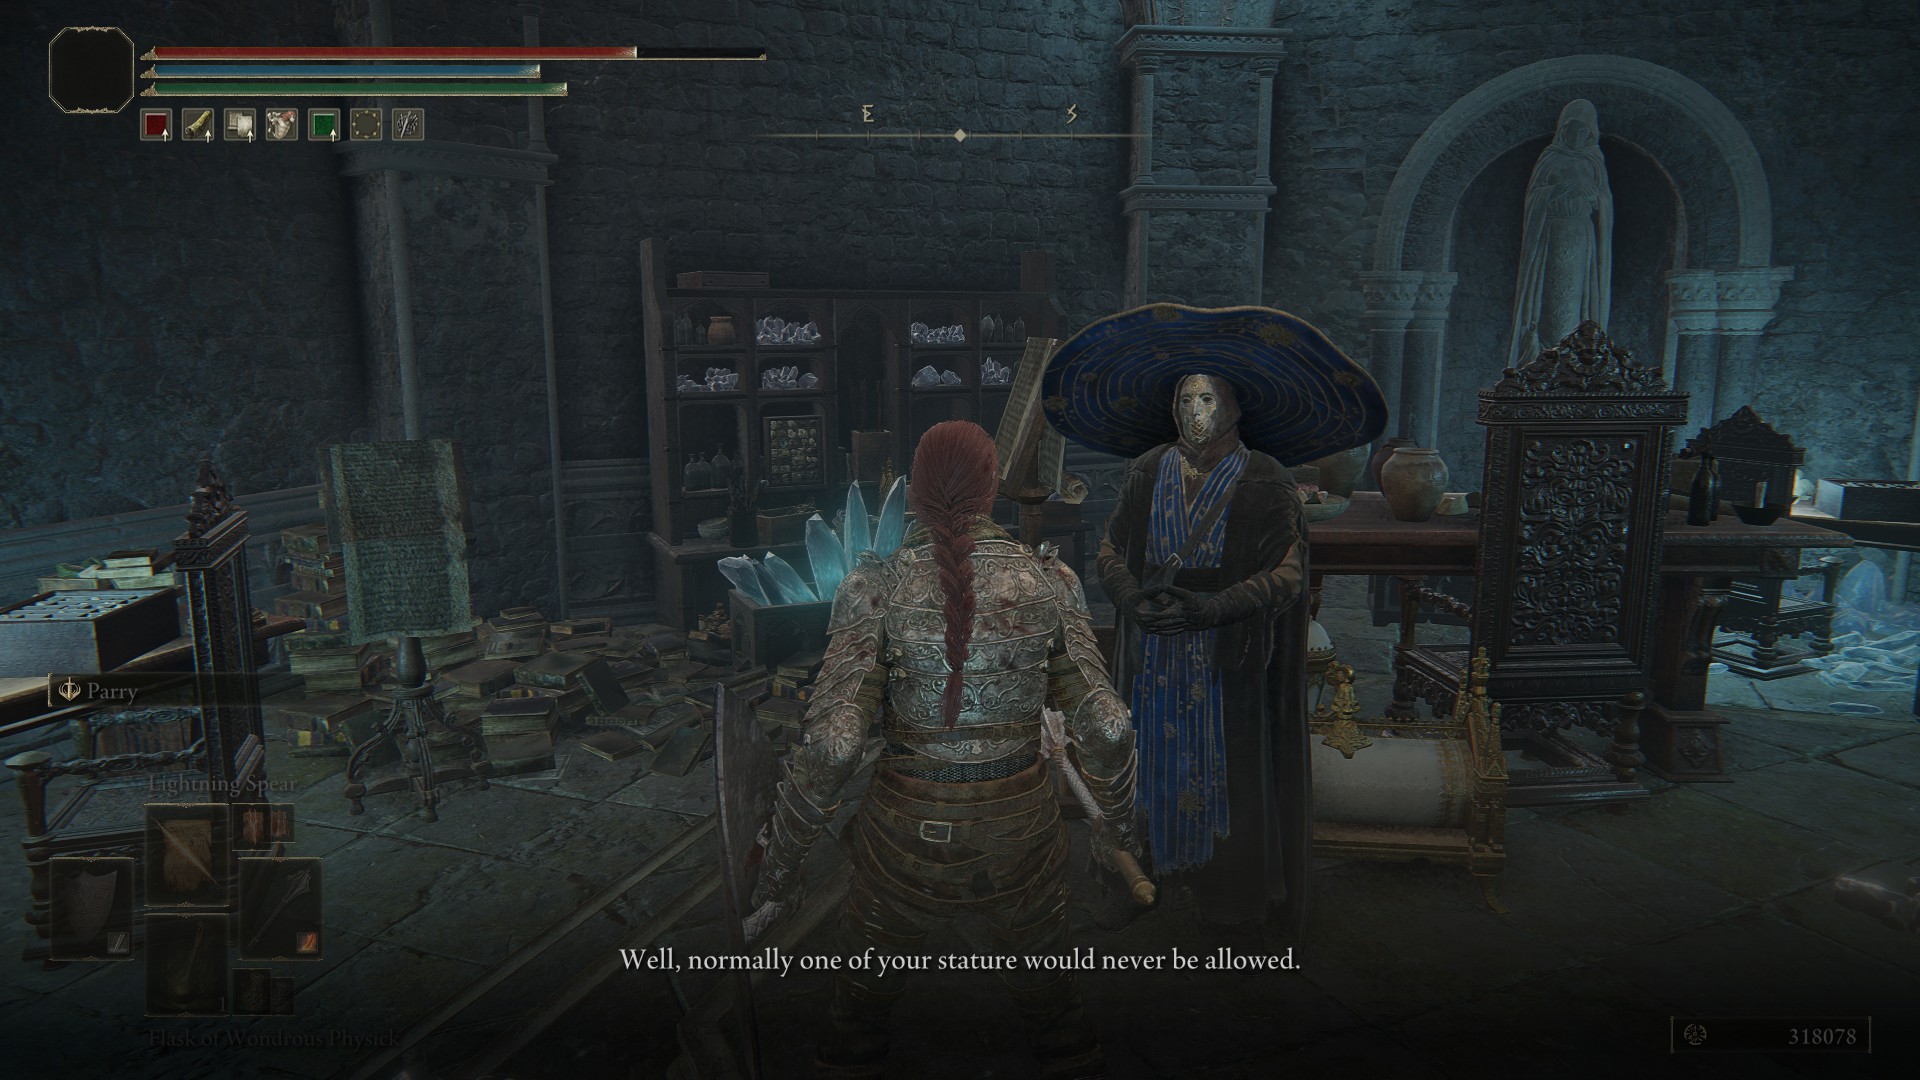 E
S
Parry
Lightning Spear
1
Flask of Wondrous Physick
Well, normally one of your stature would never be allowed.
318078